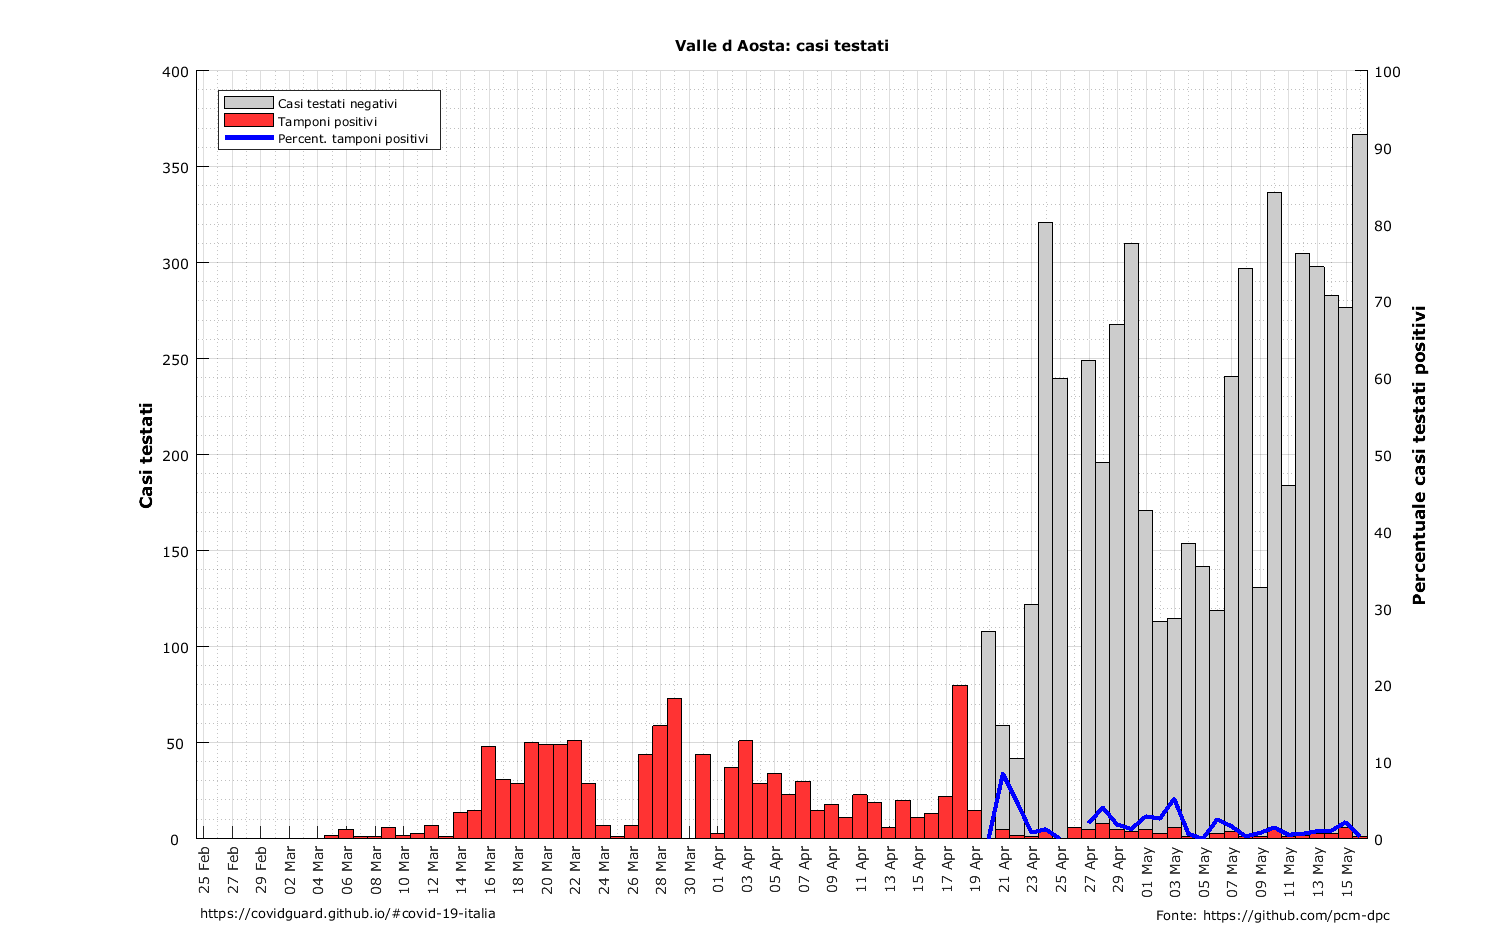 Valle d Aosta: casi testati
Casi testati negativi
Tamponi positivi
Percent. tamponi positivi
Casi testati
400
350
300
250
200
150
100
50
0
100
90
80
70
60
50
40
30
20
10
0
Percentuale casi testati positivi
25 Feb
27 Feb
29 Feb
02 Mar
04 Mar
06 Mar
08 Mar
10 Mar
12 Mar
14 Mar
16 Mar
18 Mar
20 Mar
22 Mar
24 Mar
26 Mar
28 Mar
30 Mar
01 Apr
03 Apr
05 Apr
07 Apr
09 Apr
11 Apr
13 Apr
15 Apr
17 Apr
19 Apr
21 Apr
23 Apr
25 Apr
27 Apr
29 Apr
01 May
03 May
05 May
07 May
09 May
11 May
13 May
15 May
https://covidguard.github.io/#covid-19-italia
Fonte: https://github.com/pcm-dpc